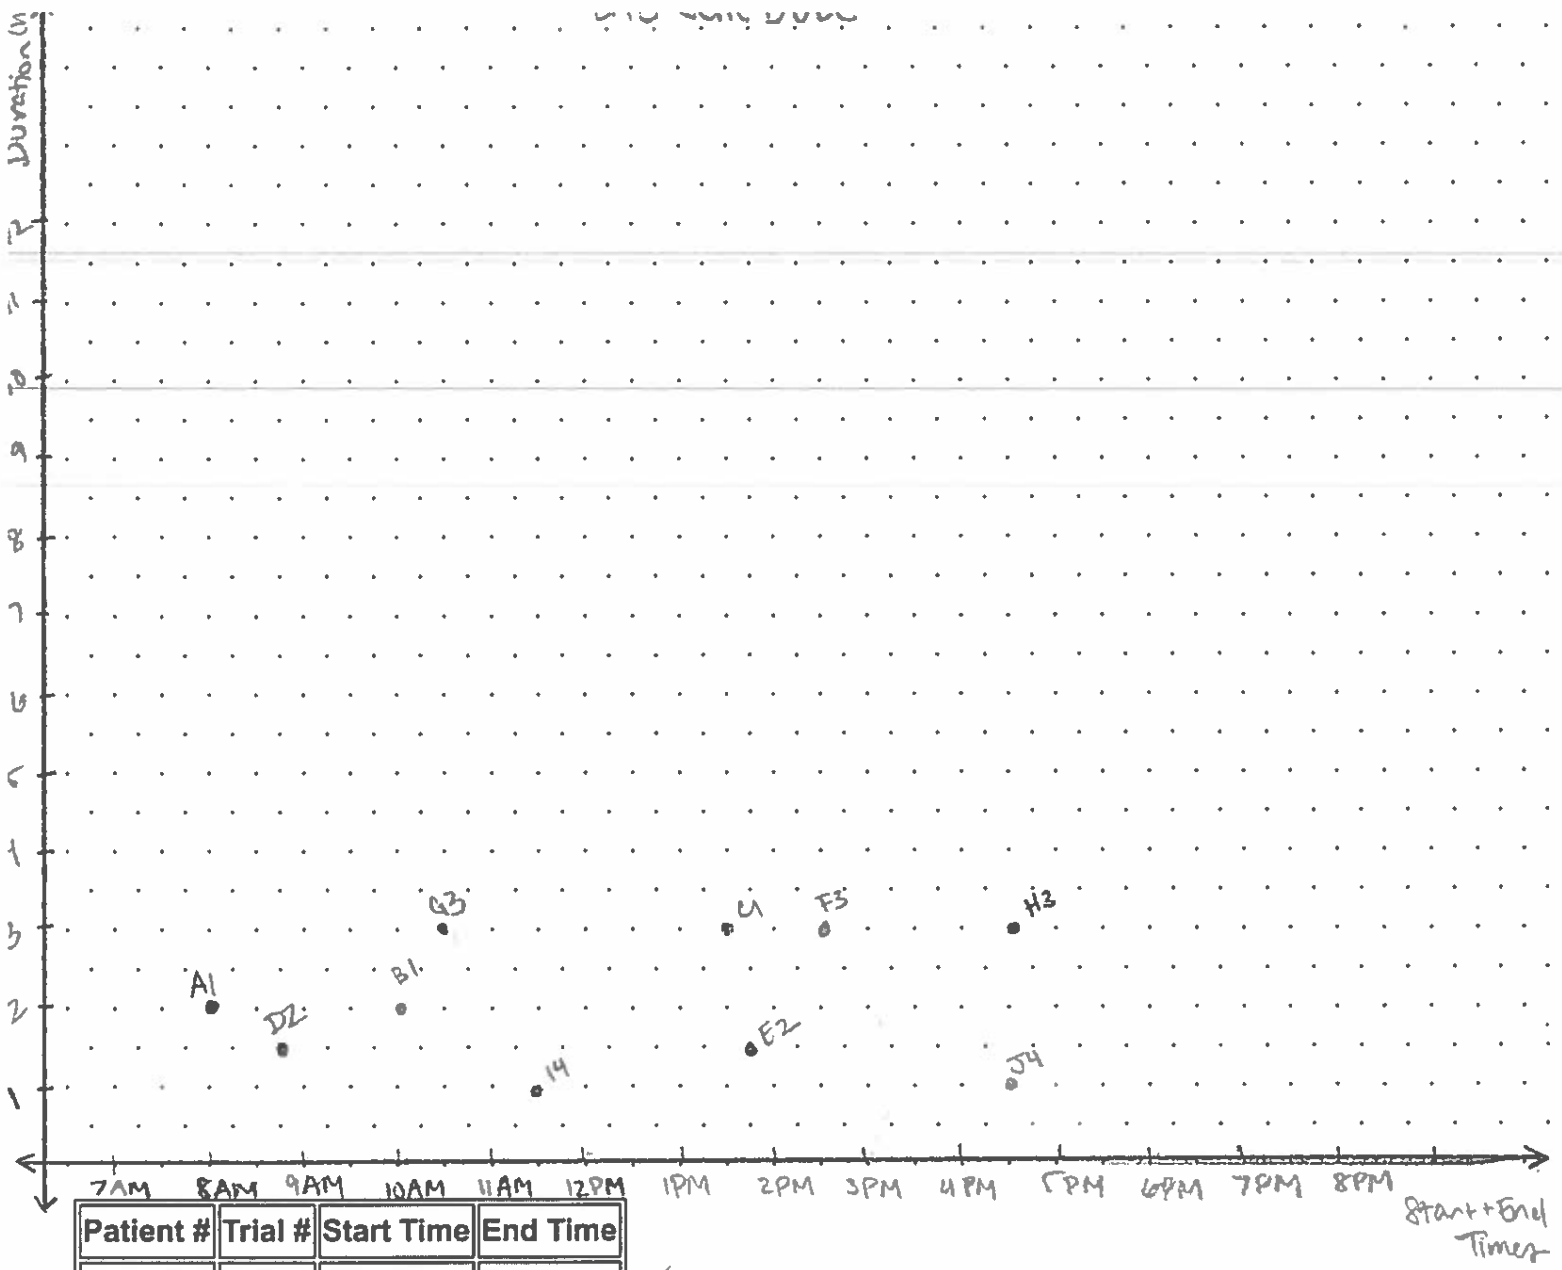 Duration
12
11
10
9
8
7
6
5
4
3
2
1
G3
C1
F3
H3
A1
B1
D2
E2
I4
J4
7AM 8AM 9AM 10AM 11AM 12PM 1PM 2PM 3PM 4PM 5PM 6PM 7PM 8PM
Start + End
Times
Patient # Trial # Start Time End Time